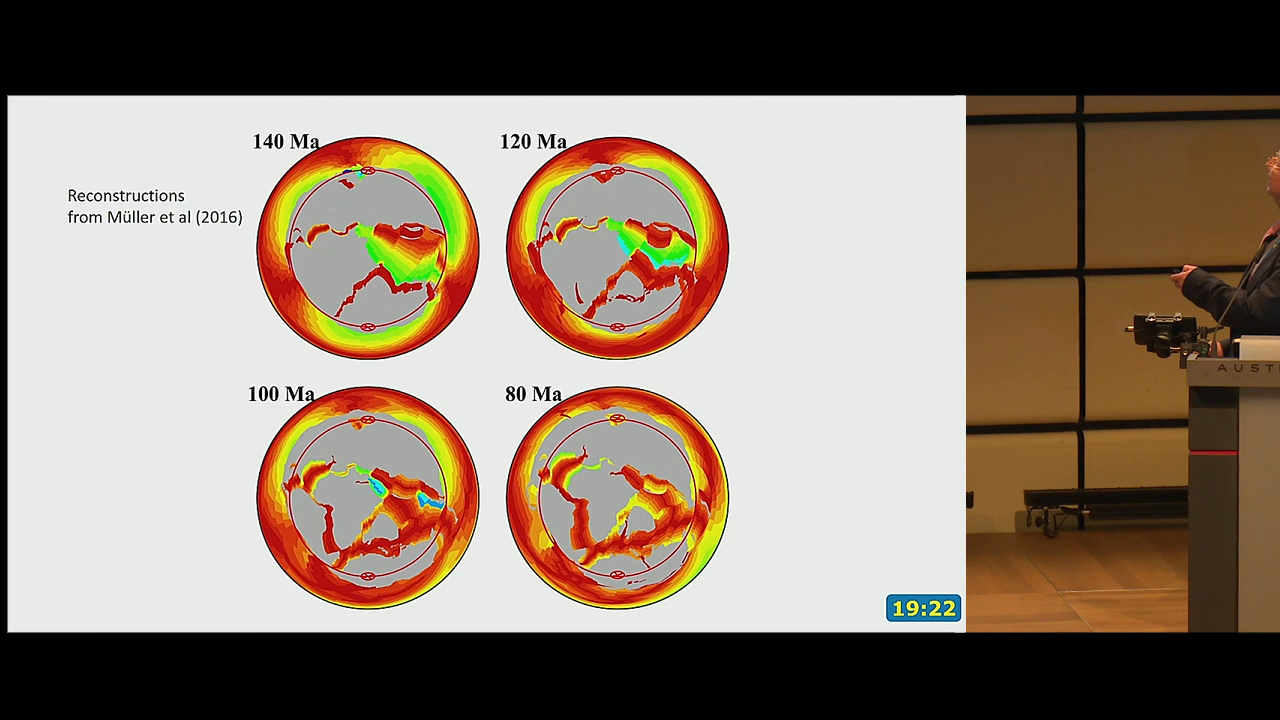 140 Ma
120 Ma
Reconstructions
from Müller et al (2016)
100 Ma
80 Ma
19:22
AUST